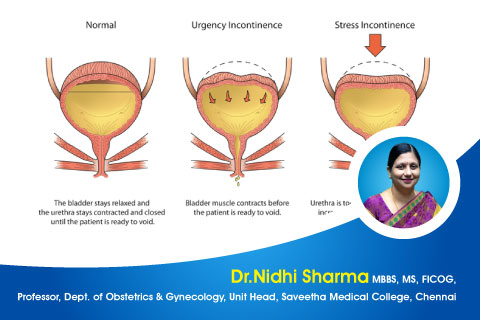 Normal
Urgency Incontinence
Stress Incontinence
The bladder stays relaxed and
the urethra stays contracted and closed
until the patient is ready to void.
Bladder muscle contracts before
the patient is ready to void.
Urethra is to
Dr.Nidhi Sharma MBBS, MS, FICOG,
Professor, Dept. of Obstetrics & Gynecology, Unit Head, Saveetha Medical College, Chennai